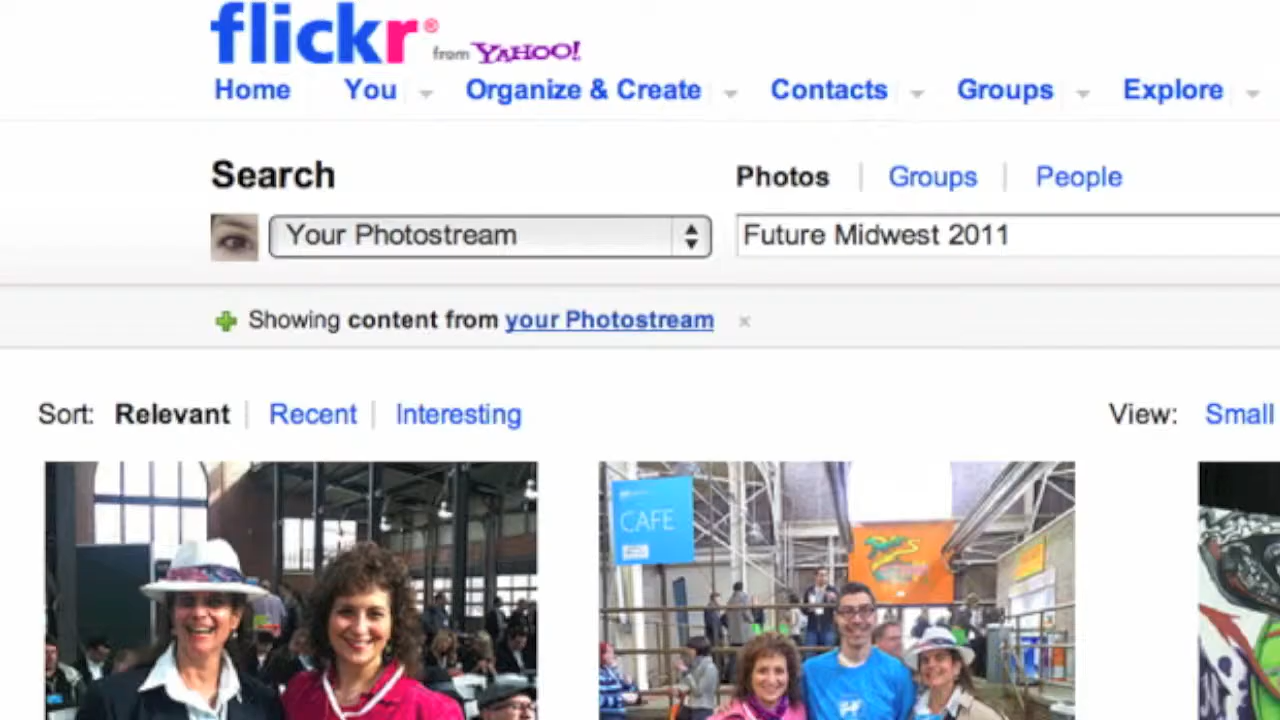 flickr® from YAHOO!
Home You Organize & Create Contacts Groups Explore
Search
Photos Groups People
Your Photostream
Future Midwest 2011
Showing content from your Photostream ×
Sort: Relevant Recent Interesting
View: Small
CAFE